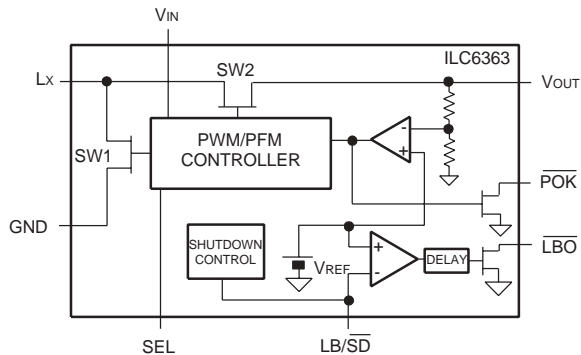 VIN
ILC6363
LX
SW2
VOUT
-
+
PWM/PFM
CONTROLLER
SW1
POK
GND
SHUTDOWN
CONTROL
VREF
+
-
DELAY
LBO
SEL
LB/SD